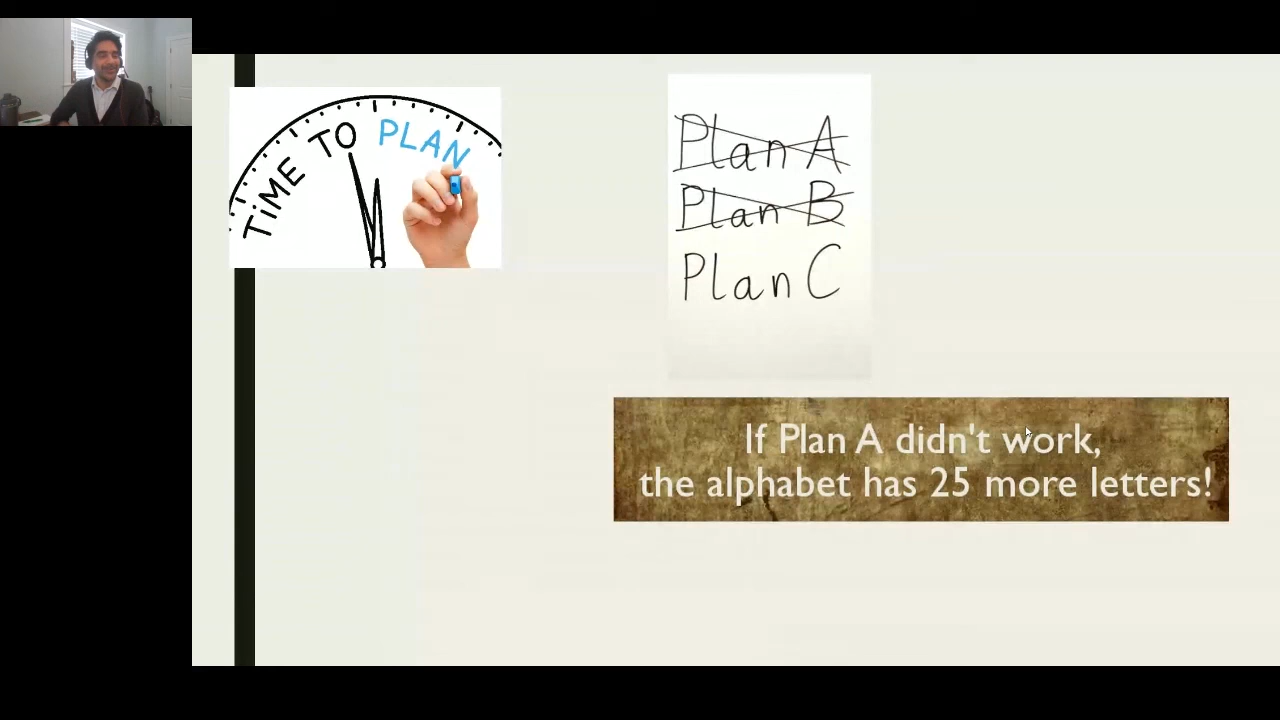 TiME TO PLAN
Plan A
Plan B
Plan C
If Plan A didn't work,
the alphabet has 25 more letters!